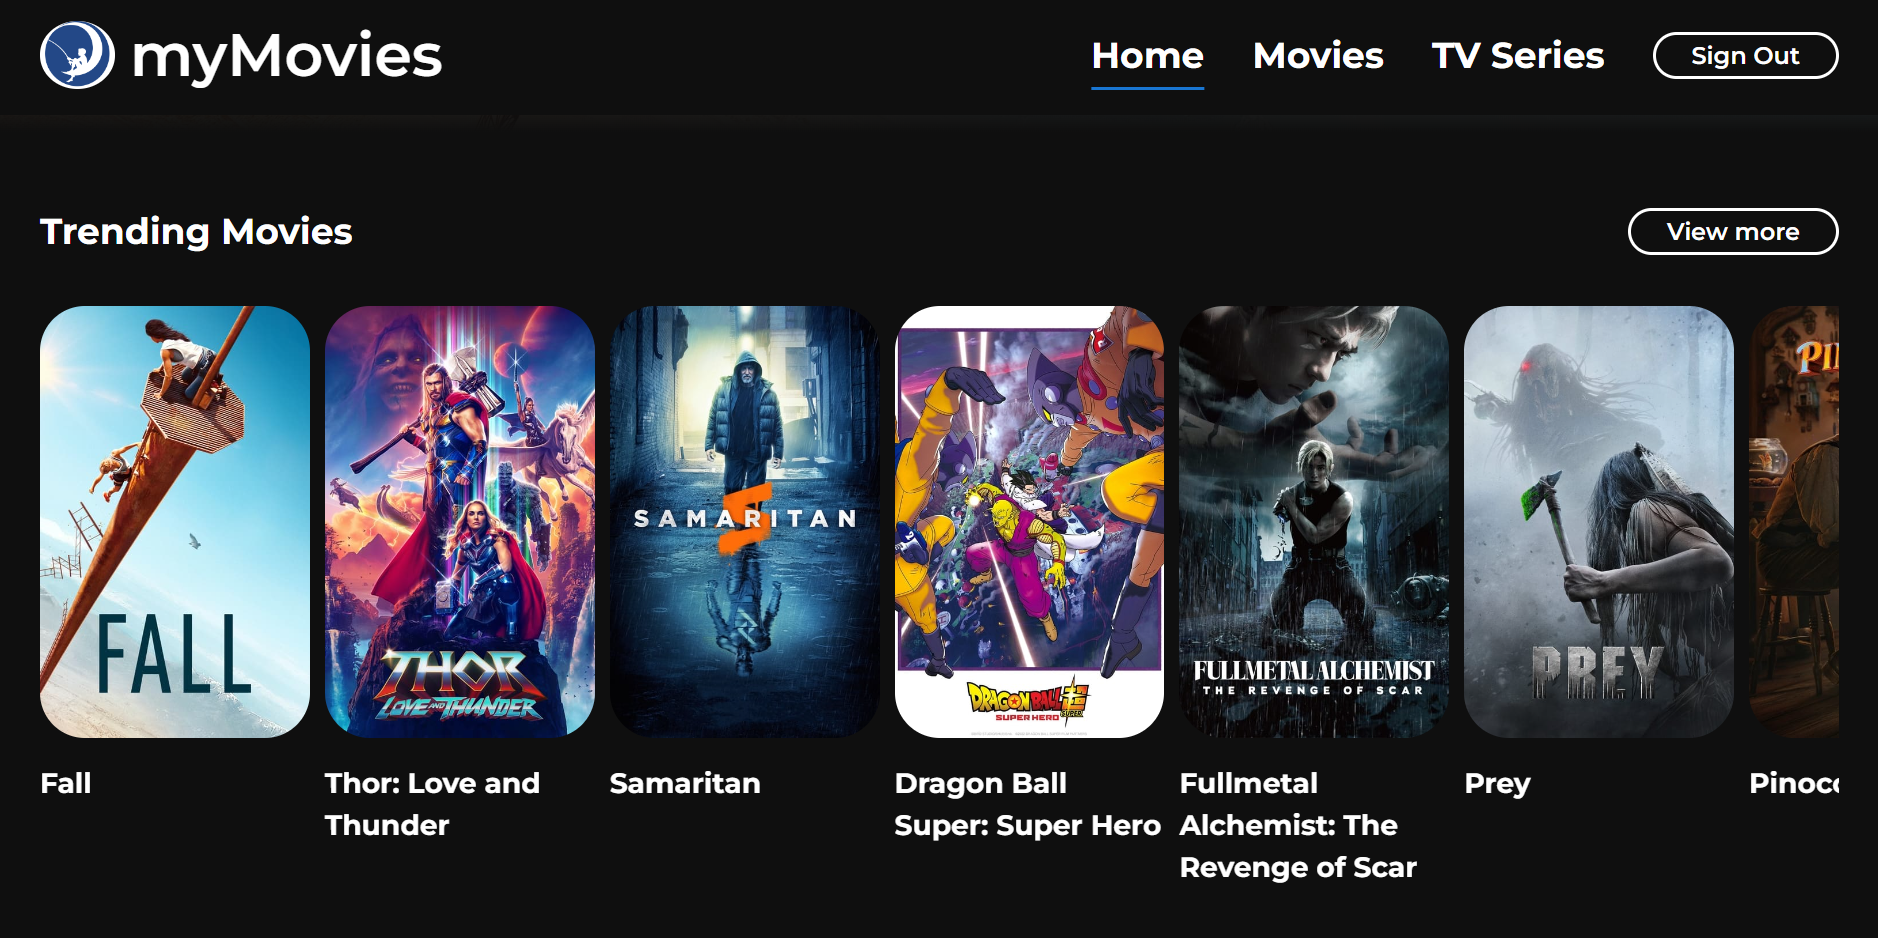 myMovies
Home Movies TV Series Sign Out
Trending Movies
View more
FALL
THOR
LOVE AND THUNDER
SAMARITAN
DRAGON BALL
SUPER
SUPER HERO
FULLMETAL ALCHEMIST
THE REVENGE OF SCAR
PREY
PI
Fall
Thor: Love and
Thunder
Samaritan
Dragon Ball
Super: Super Hero
Fullmetal
Alchemist: The
Revenge of Scar
Prey
Pinoc